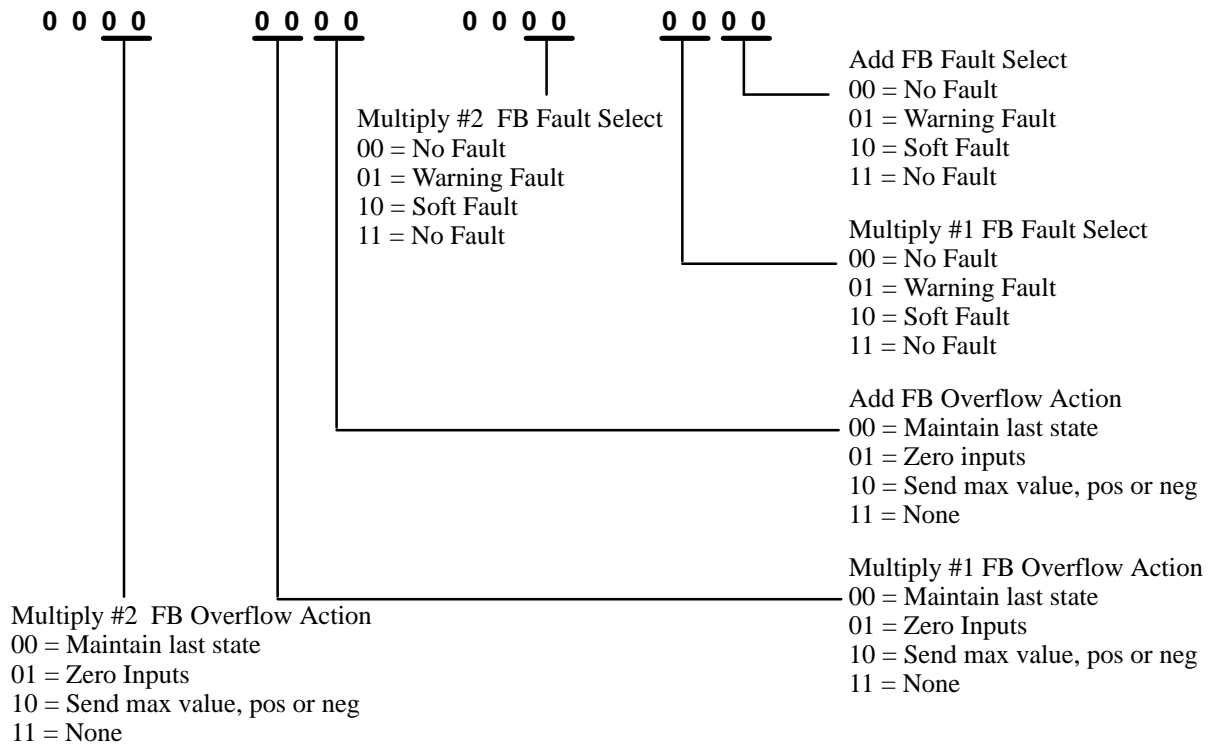 0 0 0 0 0 0 0 0 0 0 0 0 0 0 0 0
Add FB Fault Select
00 = No Fault
01 = Warning Fault
10 = Soft Fault
11 = No Fault
Multiply #2 FB Fault Select
00 = No Fault
01 = Warning Fault
10 = Soft Fault
11 = No Fault
Multiply #1 FB Fault Select
00 = No Fault
01 = Warning Fault
10 = Soft Fault
11 = No Fault
Add FB Overflow Action
00 = Maintain last state
01 = Zero inputs
10 = Send max value, pos or neg
11 = None
Multiply #1 FB Overflow Action
00 = Maintain last state
01 = Zero Inputs
10 = Send max value, pos or neg
11 = None
Multiply #2 FB Overflow Action
00 = Maintain last state
01 = Zero Inputs
10 = Send max value, pos or neg
11 = None